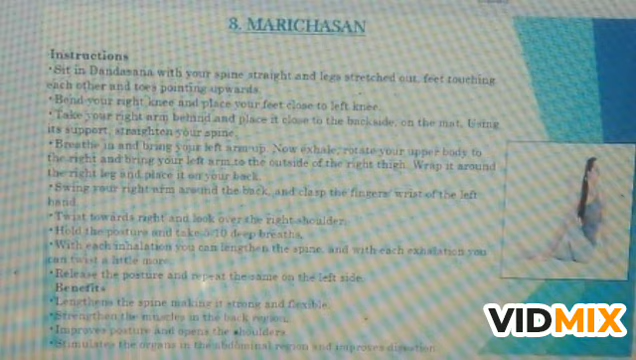 8. MARICHASAN
Instructions
•Sit in Dandasana with your spine straight and legs stretched out, feet touching
each other and toes pointing upwards.
•Bend your right knee and place your feet close to left knee.
•Take your right arm behind and place it close to the backside, on the mat. Using
its support, straighten your spine.
•Breathe in and bring your left arm up. Now exhale, rotate your upper body to
the right and bring your left arm to the outside of the right thigh. Wrap it around
the right leg and place it on your back.
•Swing your right arm around the back, and clasp the fingers/ wrist of the left
hand.
•Twist towards right and look over the right shoulder.
•Hold the posture and take 5-10 deep breaths.
•With each inhalation you can lengthen the spine, and with each exhalation you
can twist a little more.
•Release the posture and repeat the same on the left side.
Benefits
•Lengthens the spine making it strong and flexible.
•Strengthen the muscles in the back region.
•Improves posture and opens the shoulders.
•Stimulates the organs in the abdominal region and improves digestion.
VIDMIX